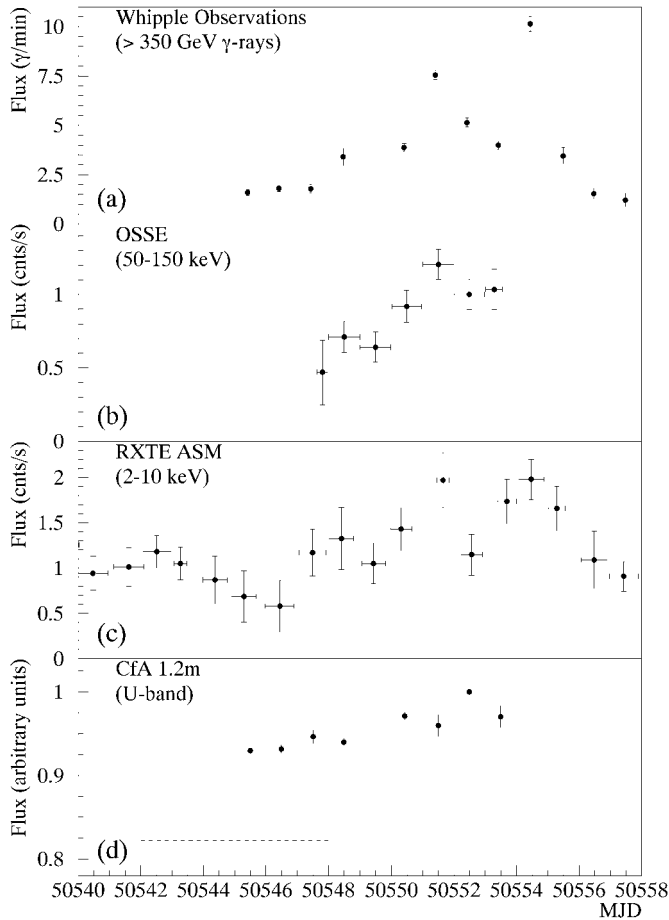 Whipple Observations
(> 350 GeV γ-rays)
Flux (γ/min)
10
7.5
5
2.5
0
(a)
OSSE
(50-150 keV)
Flux (cnts/s)
1
0.5
0
(b)
RXTE ASM
(2-10 keV)
Flux (cnts/s)
2
1.5
1
0.5
0
(c)
CfA 1.2m
(U-band)
Flux (arbitrary units)
1
0.9
0.8
(d)
50540 50542 50544 50546 50548 50550 50552 50554 50556 50558
MJD